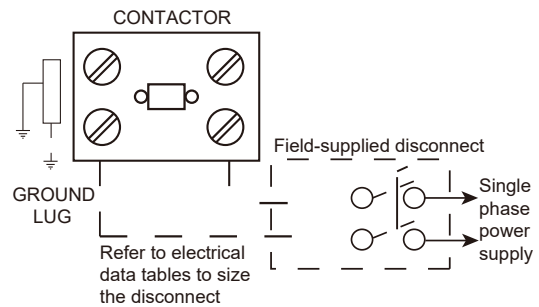 CONTACTOR
Field-supplied disconnect
GROUND
LUG
Single
phase
power
supply
Refer to electrical
data tables to size
the disconnect